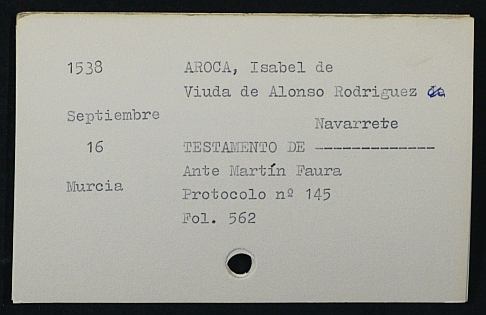 1538 AROCA, Isabel de
Viuda de Alonso Rodriguez de
Septiembre
Navarrete
16 TESTAMENTO DE -------------
Ante Martín Faura
Murcia
Protocolo nº 145
Fol. 562